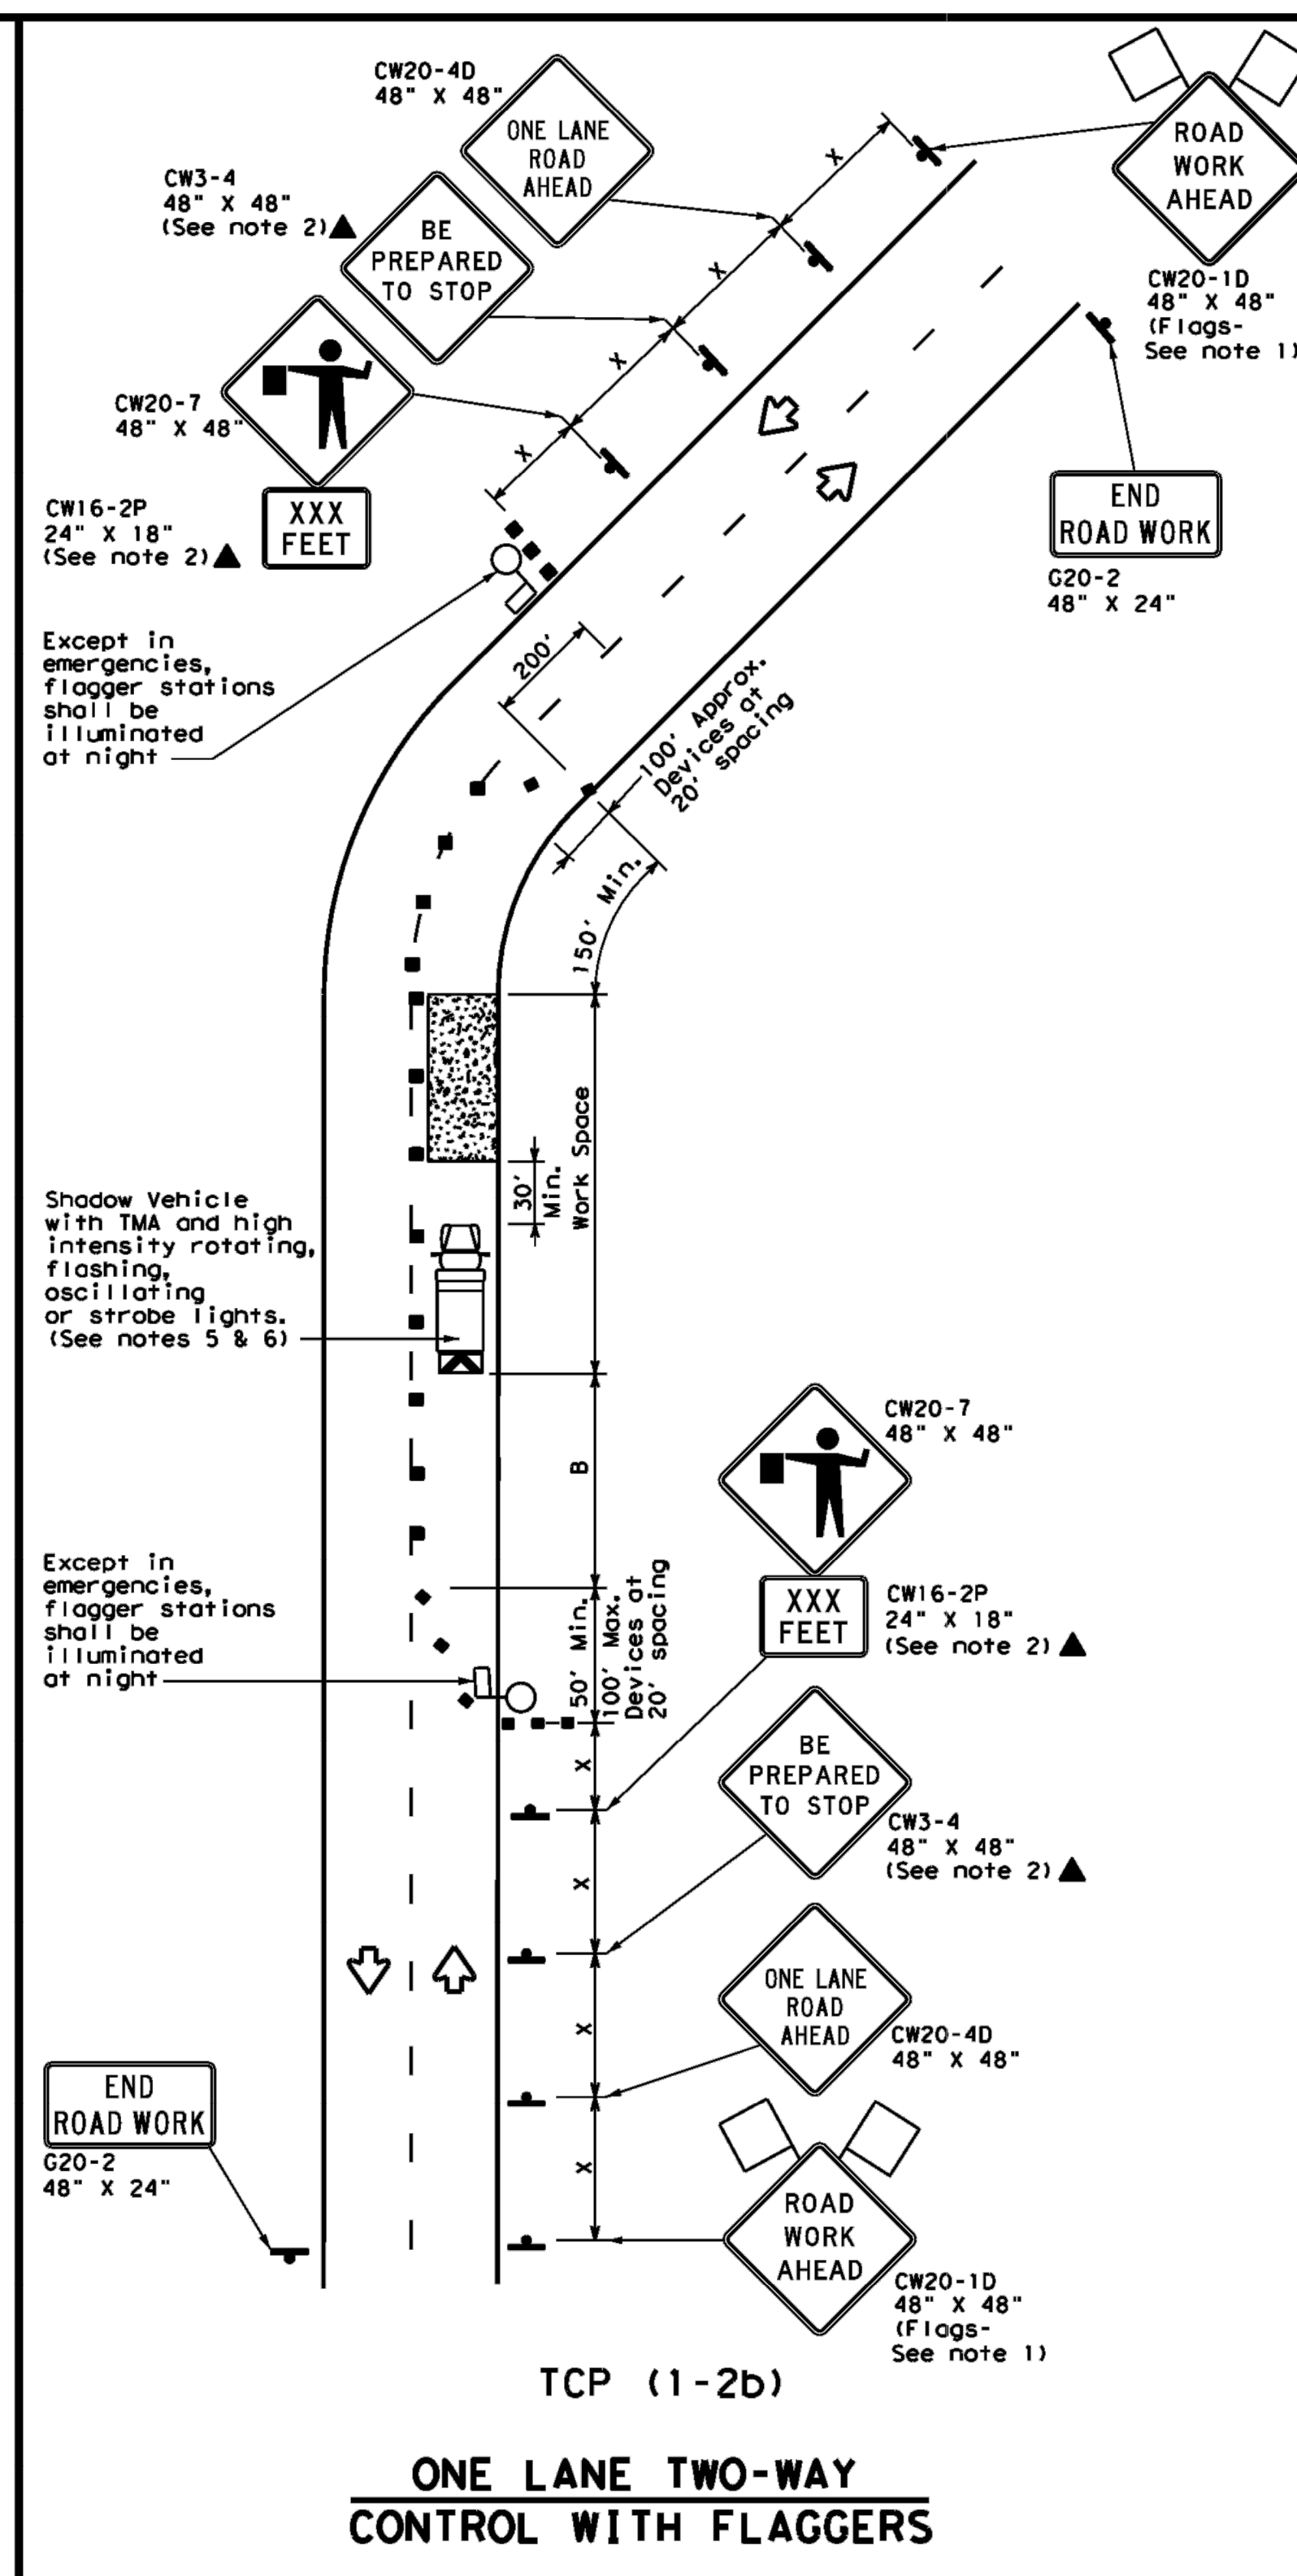 CW20-4D
48" X 48"
ONE LANE
ROAD
AHEAD
ROAD
WORK
AHEAD
CW20-1D
48" X 48"
(Flags-
See note 1)
CW3-4
48" X 48"
(See note 2)▲
BE
PREPARED
TO STOP
X
X
X
X
CW20-7
48" X 48"
CW16-2P
24" X 18"
(See note 2)▲
XXX
FEET
END
ROAD WORK
G20-2
48" X 24"
Except in
emergencies,
flagger stations
shall be
illuminated
at night
200'
100' Approx.
Devices at
20' spacing
150' Min.
Work Space
30'
Min.
Shadow Vehicle
with TMA and high
intensity rotating,
flashing,
oscillating
or strobe lights.
(See notes 5 & 6)
B
CW20-7
48" X 48"
XXX
FEET
CW16-2P
24" X 18"
(See note 2)▲
Except in
emergencies,
flagger stations
shall be
illuminated
at night
50' Min.
100' Max.
Devices at
20' spacing
X
X
X
X
BE
PREPARED
TO STOP
CW3-4
48" X 48"
(See note 2)▲
ONE LANE
ROAD
AHEAD
CW20-4D
48" X 48"
END
ROAD WORK
G20-2
48" X 24"
ROAD
WORK
AHEAD
CW20-1D
48" X 48"
(Flags-
See note 1)
TCP (1-2b)
ONE LANE TWO-WAY
CONTROL WITH FLAGGERS